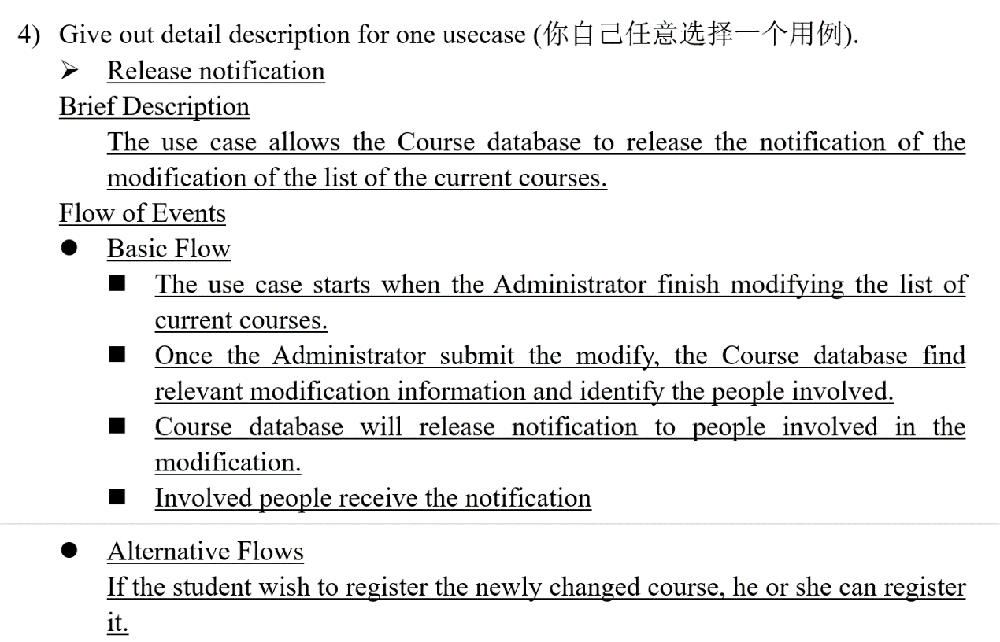 4) Give out detail description for one usecase (你自己任意选择一个用例).
➢ Release notification
Brief Description
The use case allows the Course database to release the notification of the
modification of the list of the current courses.
Flow of Events
● Basic Flow
■ The use case starts when the Administrator finish modifying the list of
current courses.
■ Once the Administrator submit the modify, the Course database find
relevant modification information and identify the people involved.
■ Course database will release notification to people involved in the
modification.
■ Involved people receive the notification
● Alternative Flows
If the student wish to register the newly changed course, he or she can register
it.